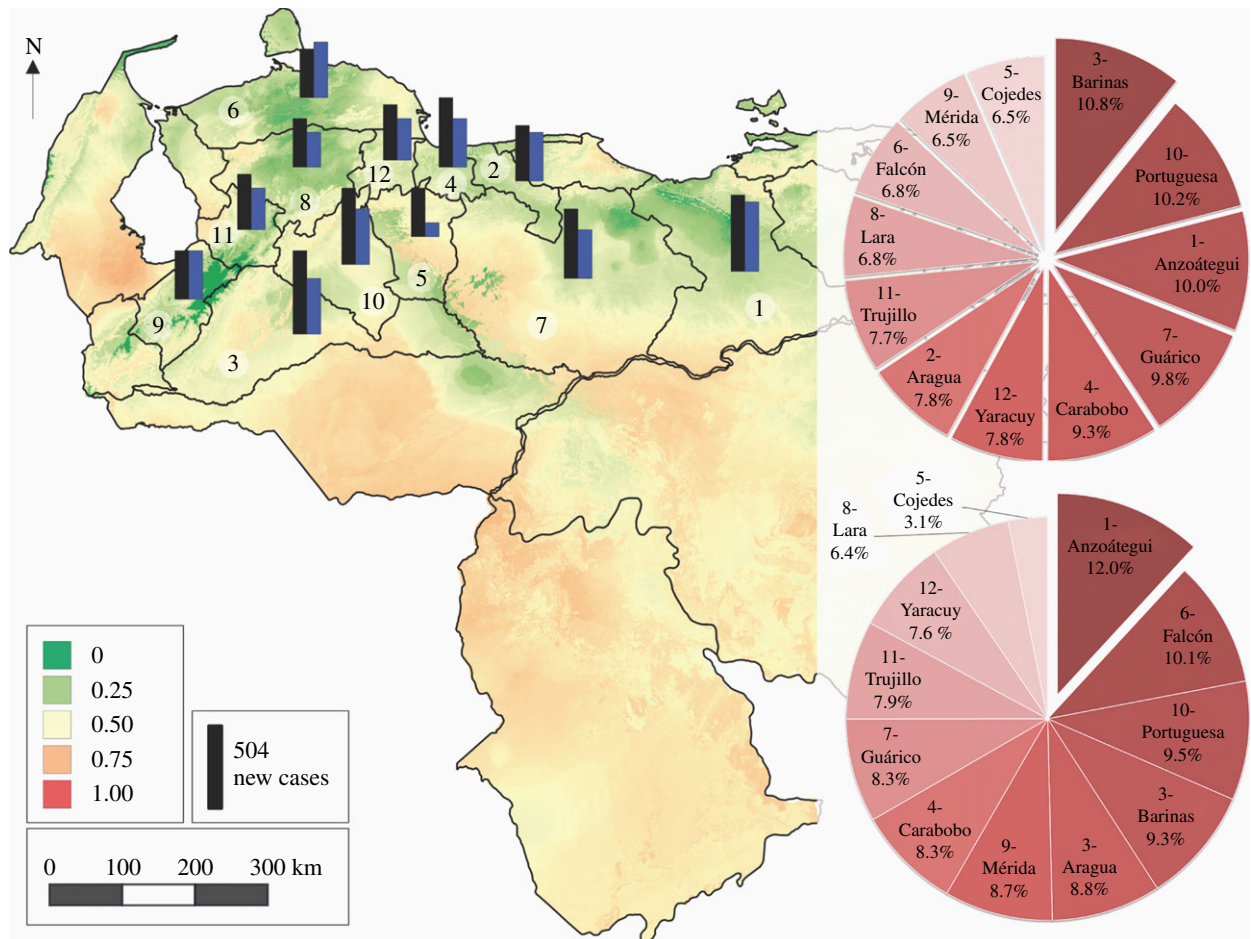 N
6
12
4
2
8
11
5
10
9
3
7
1
0
0.25
0.50
0.75
1.00
504
new cases
0 100 200 300 km
3-
Barinas
10.8%
10-
Portuguesa
10.2%
1-
Anzoátegui
10.0%
7-
Guárico
9.8%
4-
Carabobo
9.3%
12-
Yaracuy
7.8%
2-
Aragua
7.8%
11-
Trujillo
7.7%
8-
Lara
6.8%
6-
Falcón
6.8%
9-
Mérida
6.5%
5-
Cojedes
6.5%
1-
Anzoátegui
12.0%
6-
Falcón
10.1%
10-
Portuguesa
9.5%
3-
Barinas
9.3%
3-
Aragua
8.8%
9-
Mérida
8.7%
4-
Carabobo
8.3%
7-
Guárico
8.3%
11-
Trujillo
7.9%
12-
Yaracuy
7.6 %
8-
Lara
6.4%
5-
Cojedes
3.1%